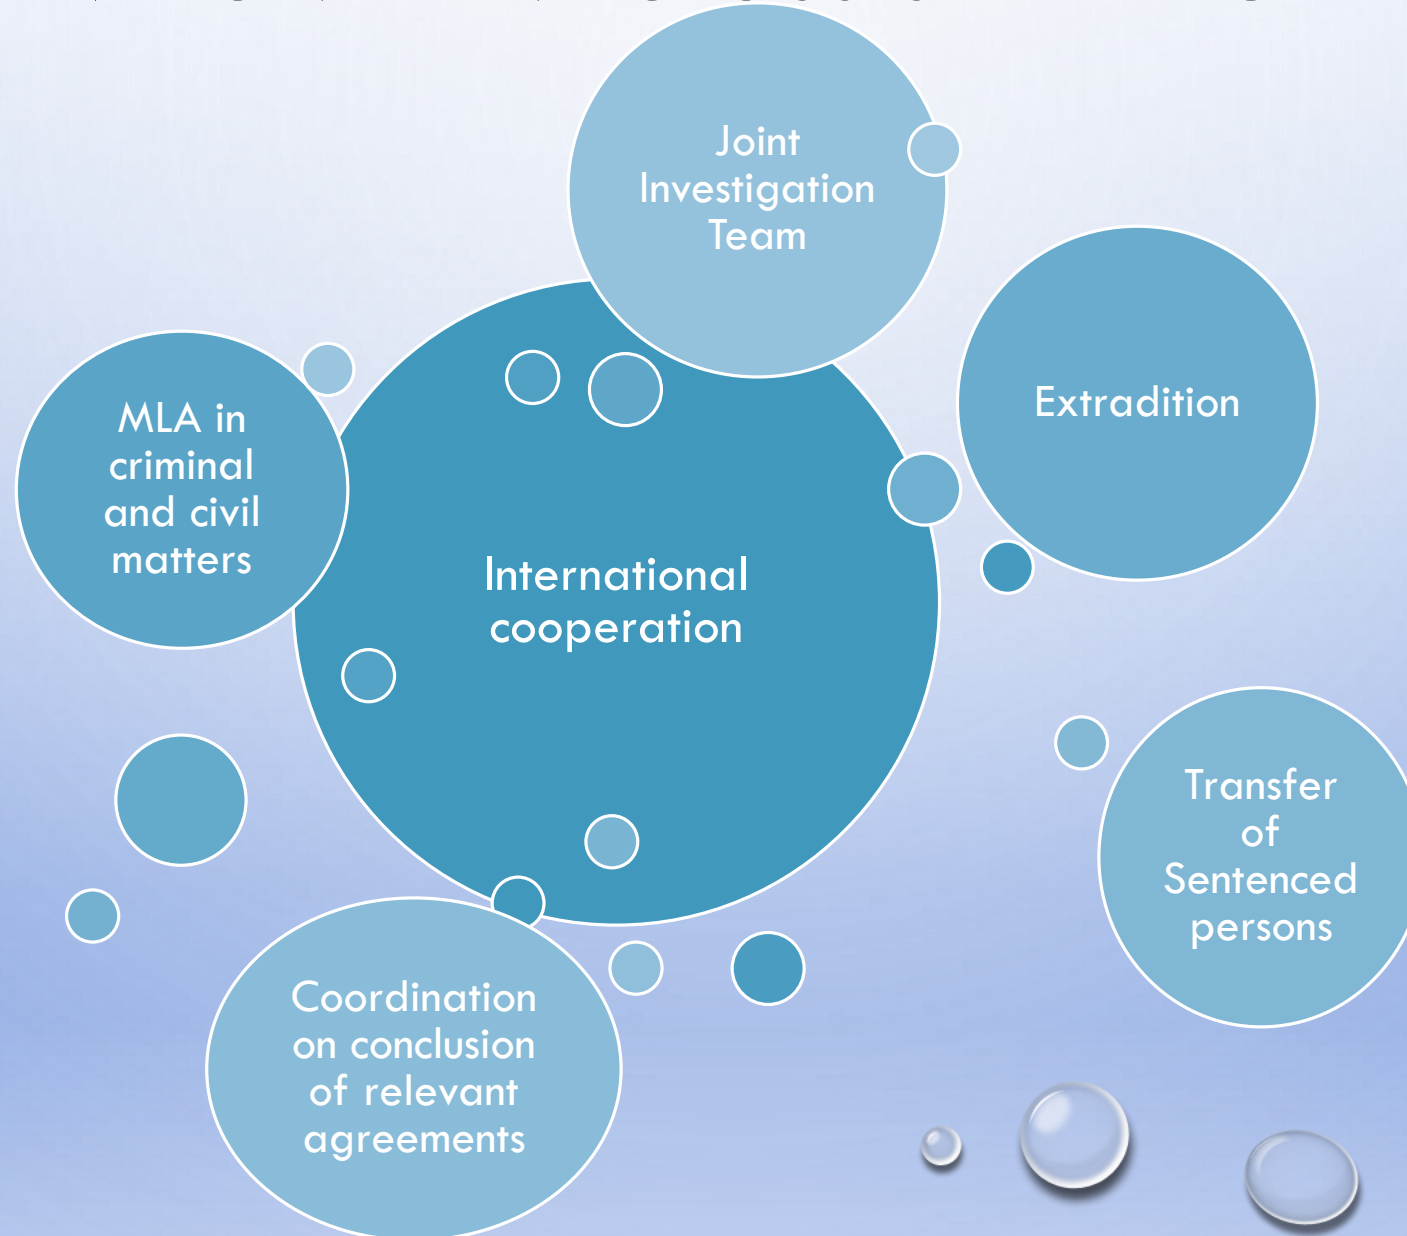 Joint
Investigation
Team
Extradition
MLA in
criminal
and civil
matters
International
cooperation
Transfer
of
Sentenced
persons
Coordination
on conclusion
of relevant
agreements